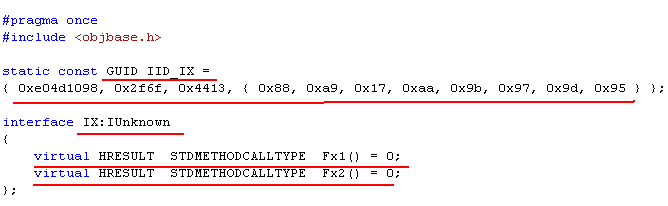 #pragma once
#include <objbase.h>
static const GUID IID_IX =
{ 0xe04d1098, 0x2f6f, 0x4413, { 0x88, 0xa9, 0x17, 0xaa, 0x9b, 0x97, 0x9d, 0x95 } };
interface IX:IUnknown
{
    virtual HRESULT  STDMETHODCALLTYPE  Fx1() = 0;
    virtual HRESULT  STDMETHODCALLTYPE  Fx2() = 0;
};